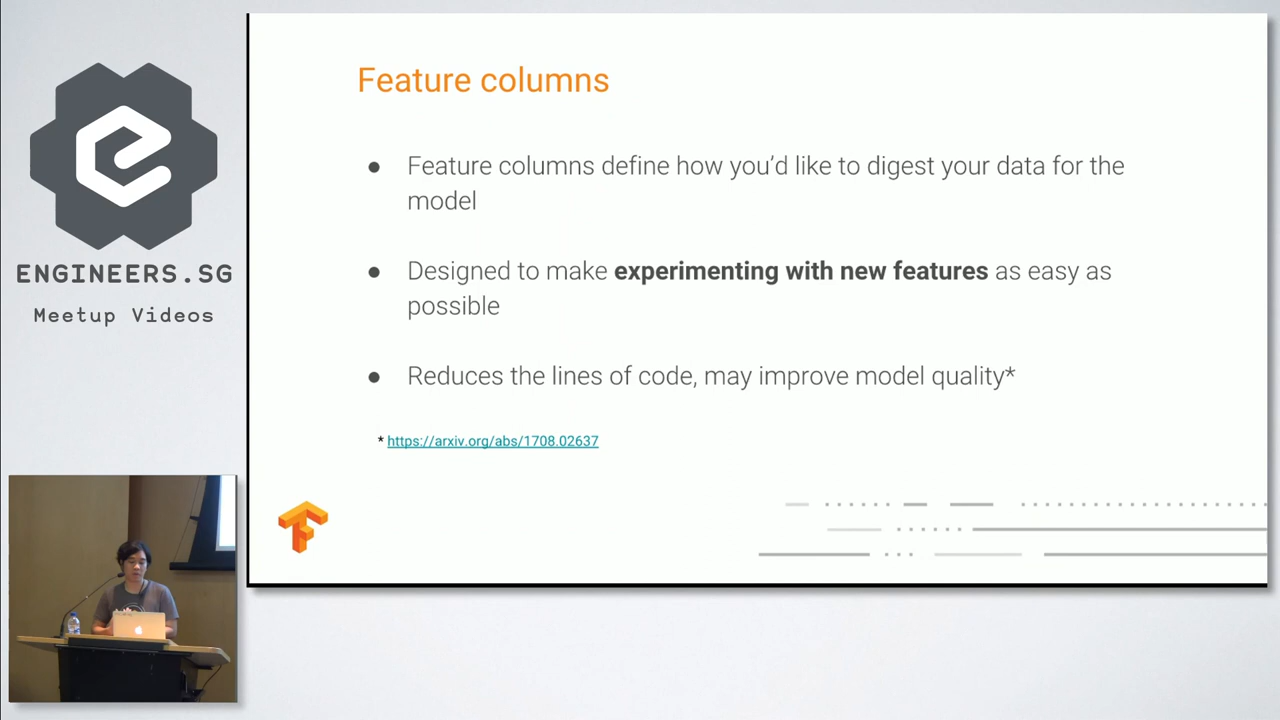 ENGINEERS.SG
Meetup Videos
Feature columns
● Feature columns define how you’d like to digest your data for the
model
● Designed to make experimenting with new features as easy as
possible
● Reduces the lines of code, may improve model quality*
* https://arxiv.org/abs/1708.02637